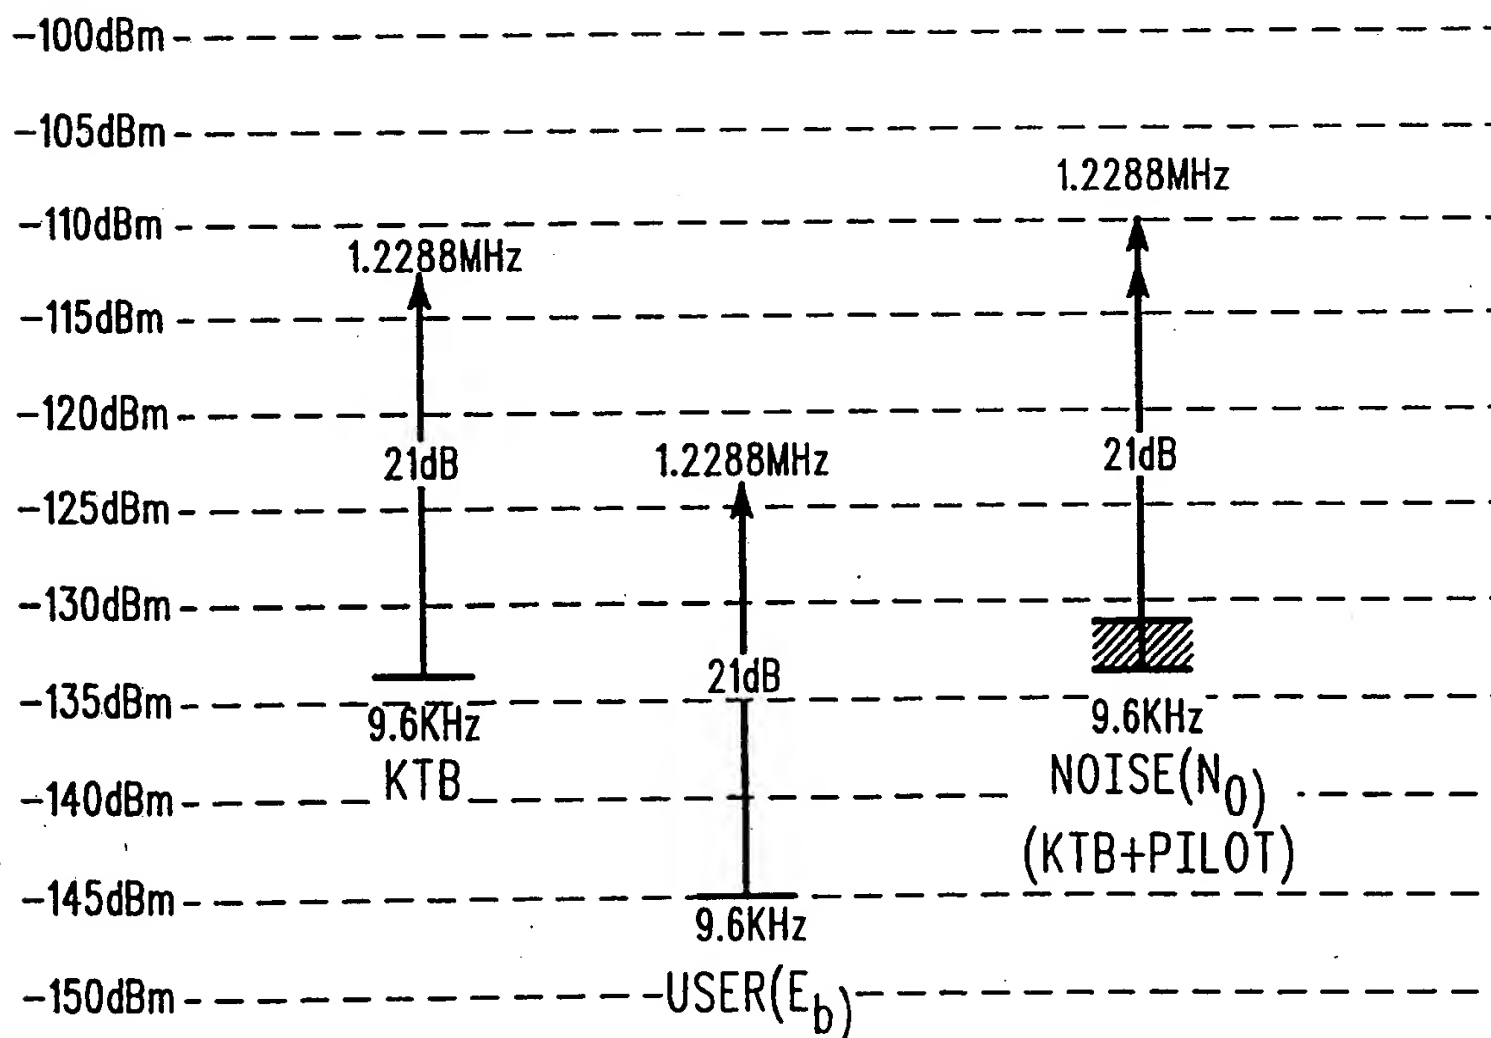 -100dBm
-105dBm
1.2288MHz
-110dBm
1.2288MHz
-115dBm
-120dBm
21dB
1.2288MHz
21dB
-125dBm
-130dBm
21dB
-135dBm
9.6KHz
9.6KHz
KTB
NOISE(N0)
-140dBm
(KTB+PILOT)
-145dBm
9.6KHz
-150dBm
USER(Eb)